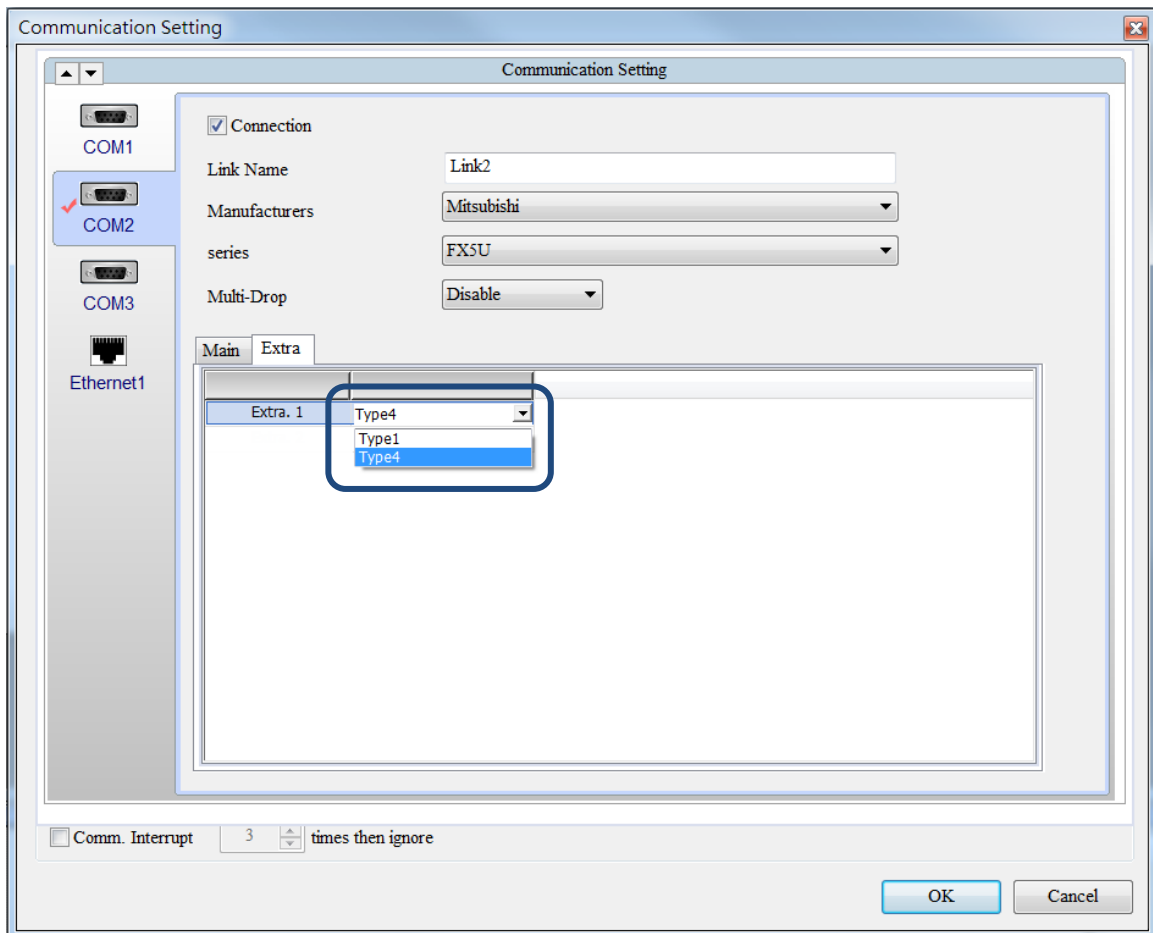 Communication Setting
Communication Setting
COM1
COM2
COM3
Ethernet1
Connection
Link Name Link2
Manufacturers Mitsubishi
series FX5U
Multi-Drop Disable
Main Extra
Extra. 1 Type4
Type1
Type4
Comm. Interrupt 3 times then ignore
OK Cancel